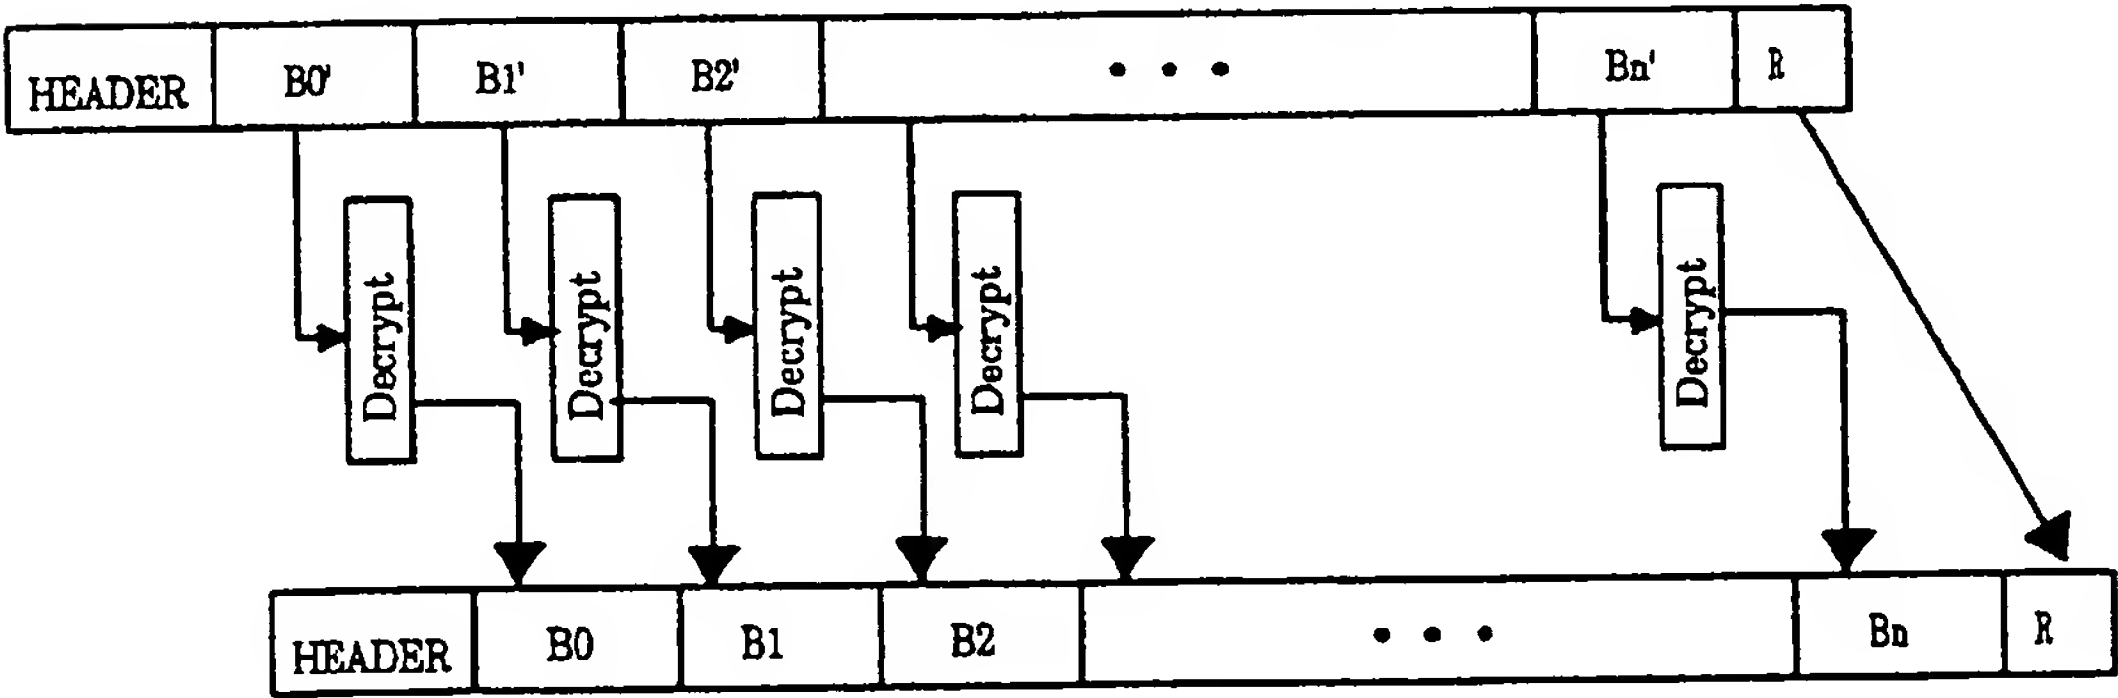 HEADER B0' B1' B2' • • • Bn' R
Decrypt Decrypt Decrypt Decrypt Decrypt
HEADER B0 B1 B2 • • • Bn R